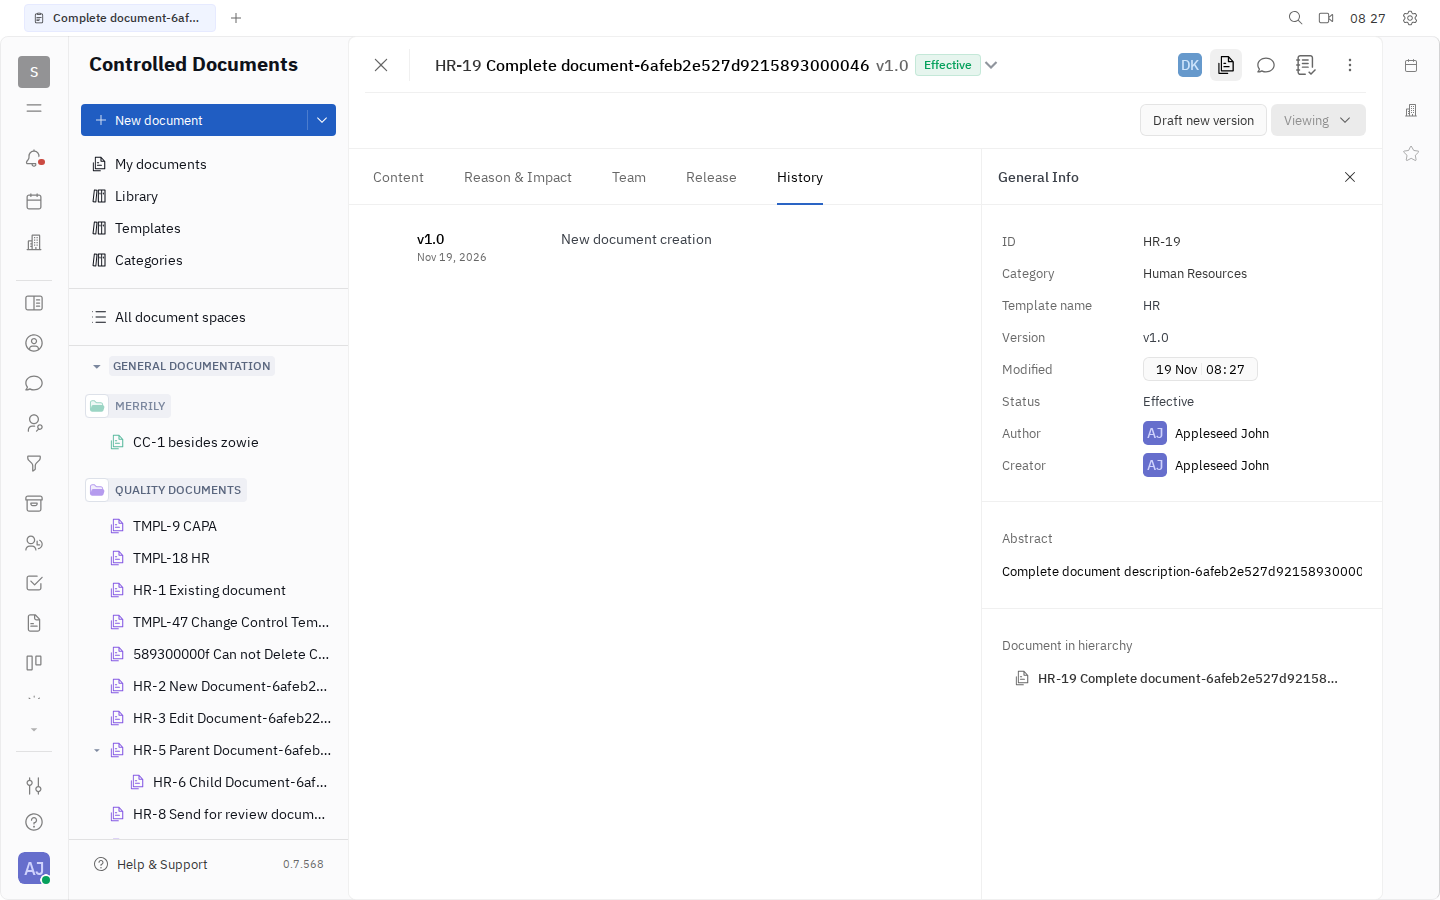 Complete document-6af...
08 27
S
Controlled Documents
New document
My documents
Library
Templates
Categories
All document spaces
GENERAL DOCUMENTATION
MERRILY
CC-1 besides zowie
QUALITY DOCUMENTS
TMPL-9 CAPA
TMPL-18 HR
HR-1 Existing document
TMPL-47 Change Control Tem...
589300000f Can not Delete C...
HR-2 New Document-6afeb2...
HR-3 Edit Document-6afeb22...
HR-5 Parent Document-6afeb...
HR-6 Child Document-6af...
HR-8 Send for review docum...
Help & Support
0.7.568
AJ
HR-19 Complete document-6afeb2e527d9215893000046 v1.0
Effective
DK
Draft new version
Viewing
Content
Reason & Impact
Team
Release
History
v1.0
New document creation
Nov 19, 2026
General Info
ID HR-19
Category Human Resources
Template name HR
Version v1.0
Modified 19 Nov 08:27
Status Effective
Author AJ Appleseed John
Creator AJ Appleseed John
Abstract
Complete document description-6afeb2e527d92158930000
Document in hierarchy
HR-19 Complete document-6afeb2e527d92158...